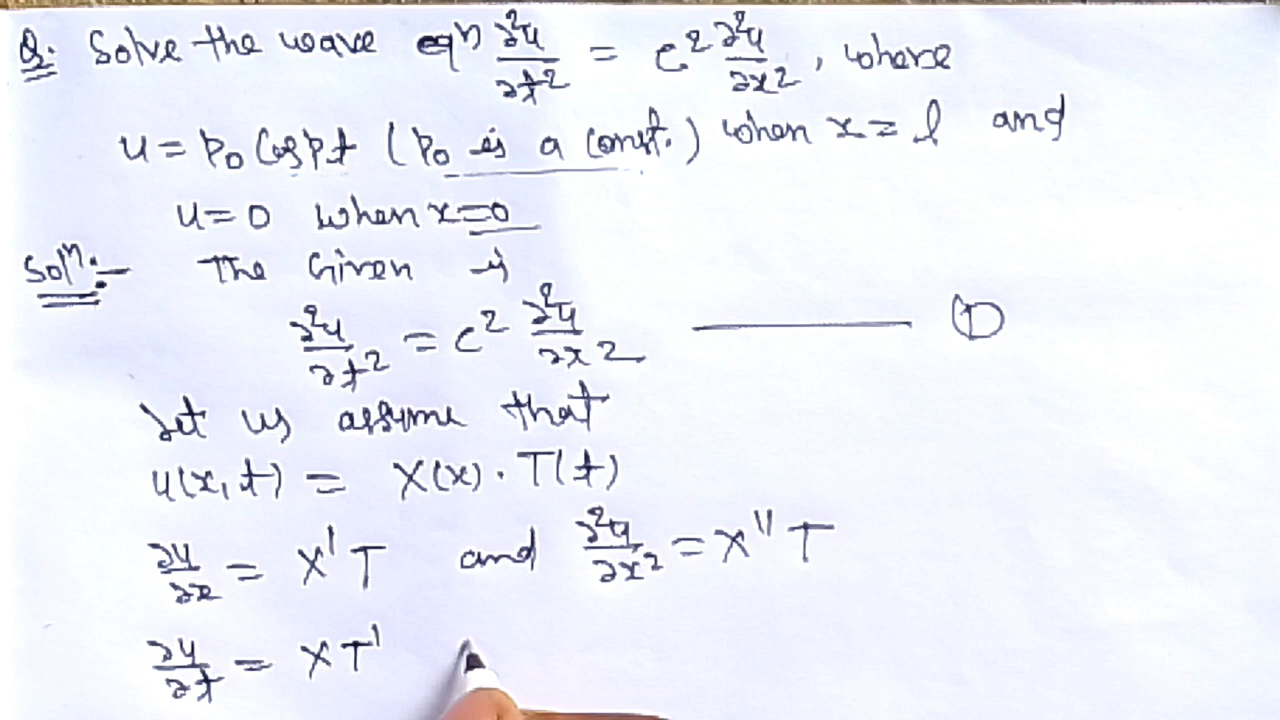 Q. Solve the wave eqⁿ ∂²u/∂t² = c² ∂²u/∂x², where
u = p₀ Cos pt (p₀ is a const.) when x = l and
u = 0 when x = 0
Solⁿ:- The Given is
∂²u/∂t² = c² ∂²u/∂x² ——— ①
Let us assume that
u(x, t) = X(x) · T(t)
∂u/∂x = X'T and ∂²u/∂x² = X''T
∂u/∂t = XT'